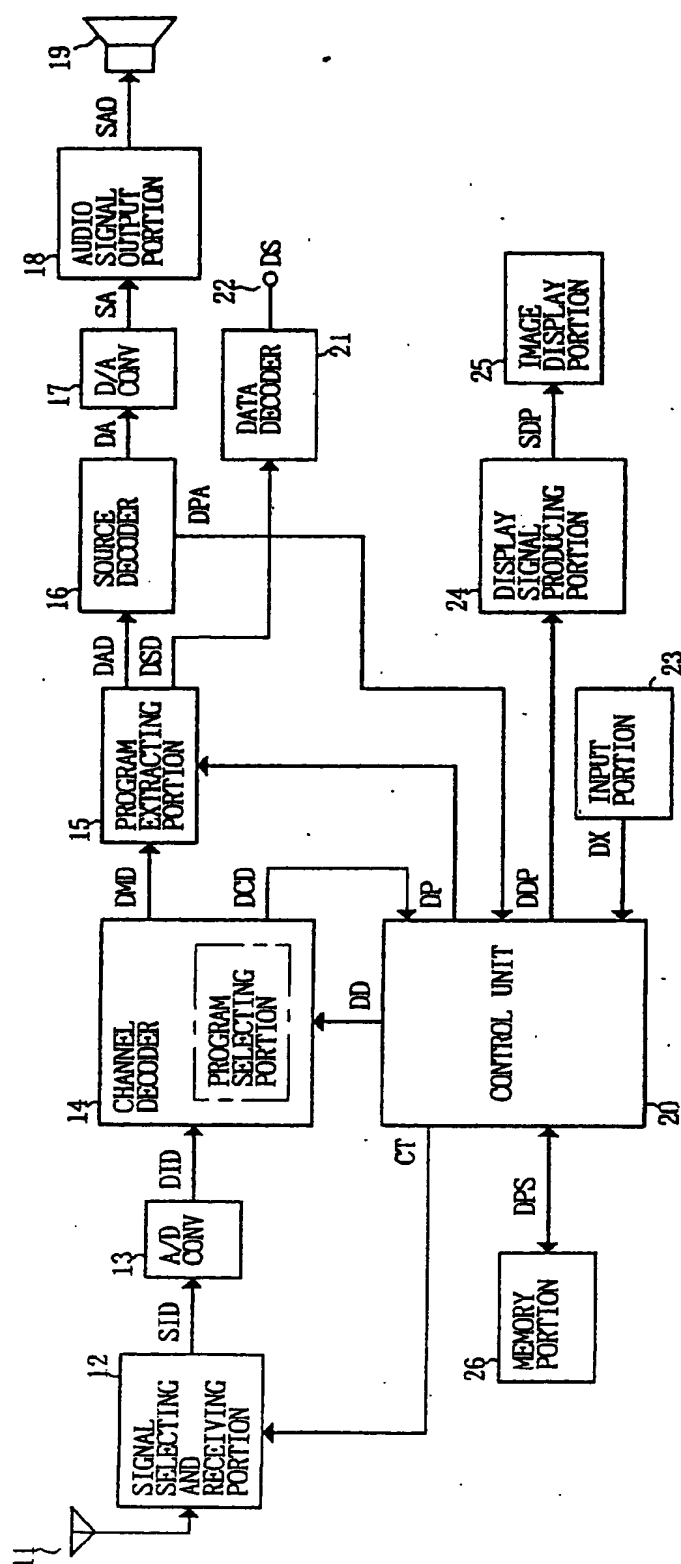 11
12
SIGNAL
SELECTING
AND
RECEIVING
PORTION
SID
13
A/D
CONV
DID
14
CHANNEL
DECODER
PROGRAM
SELECTING
PORTION
DMD
DCD
15
PROGRAM
EXTRACTING
PORTION
DAD
DSD
16
SOURCE
DECODER
DPA
DA
17
D/A
CONV
SA
18
AUDIO
SIGNAL
OUTPUT
PORTION
SAO
19
DATA
DECODER
21
22
DS
CT
DD
DP
CONTROL UNIT
20
DDP
DX
INPUT
PORTION
23
24
DISPLAY
SIGNAL
PRODUCING
PORTION
SDP
25
IMAGE
DISPLAY
PORTION
DPS
26
MEMORY
PORTION